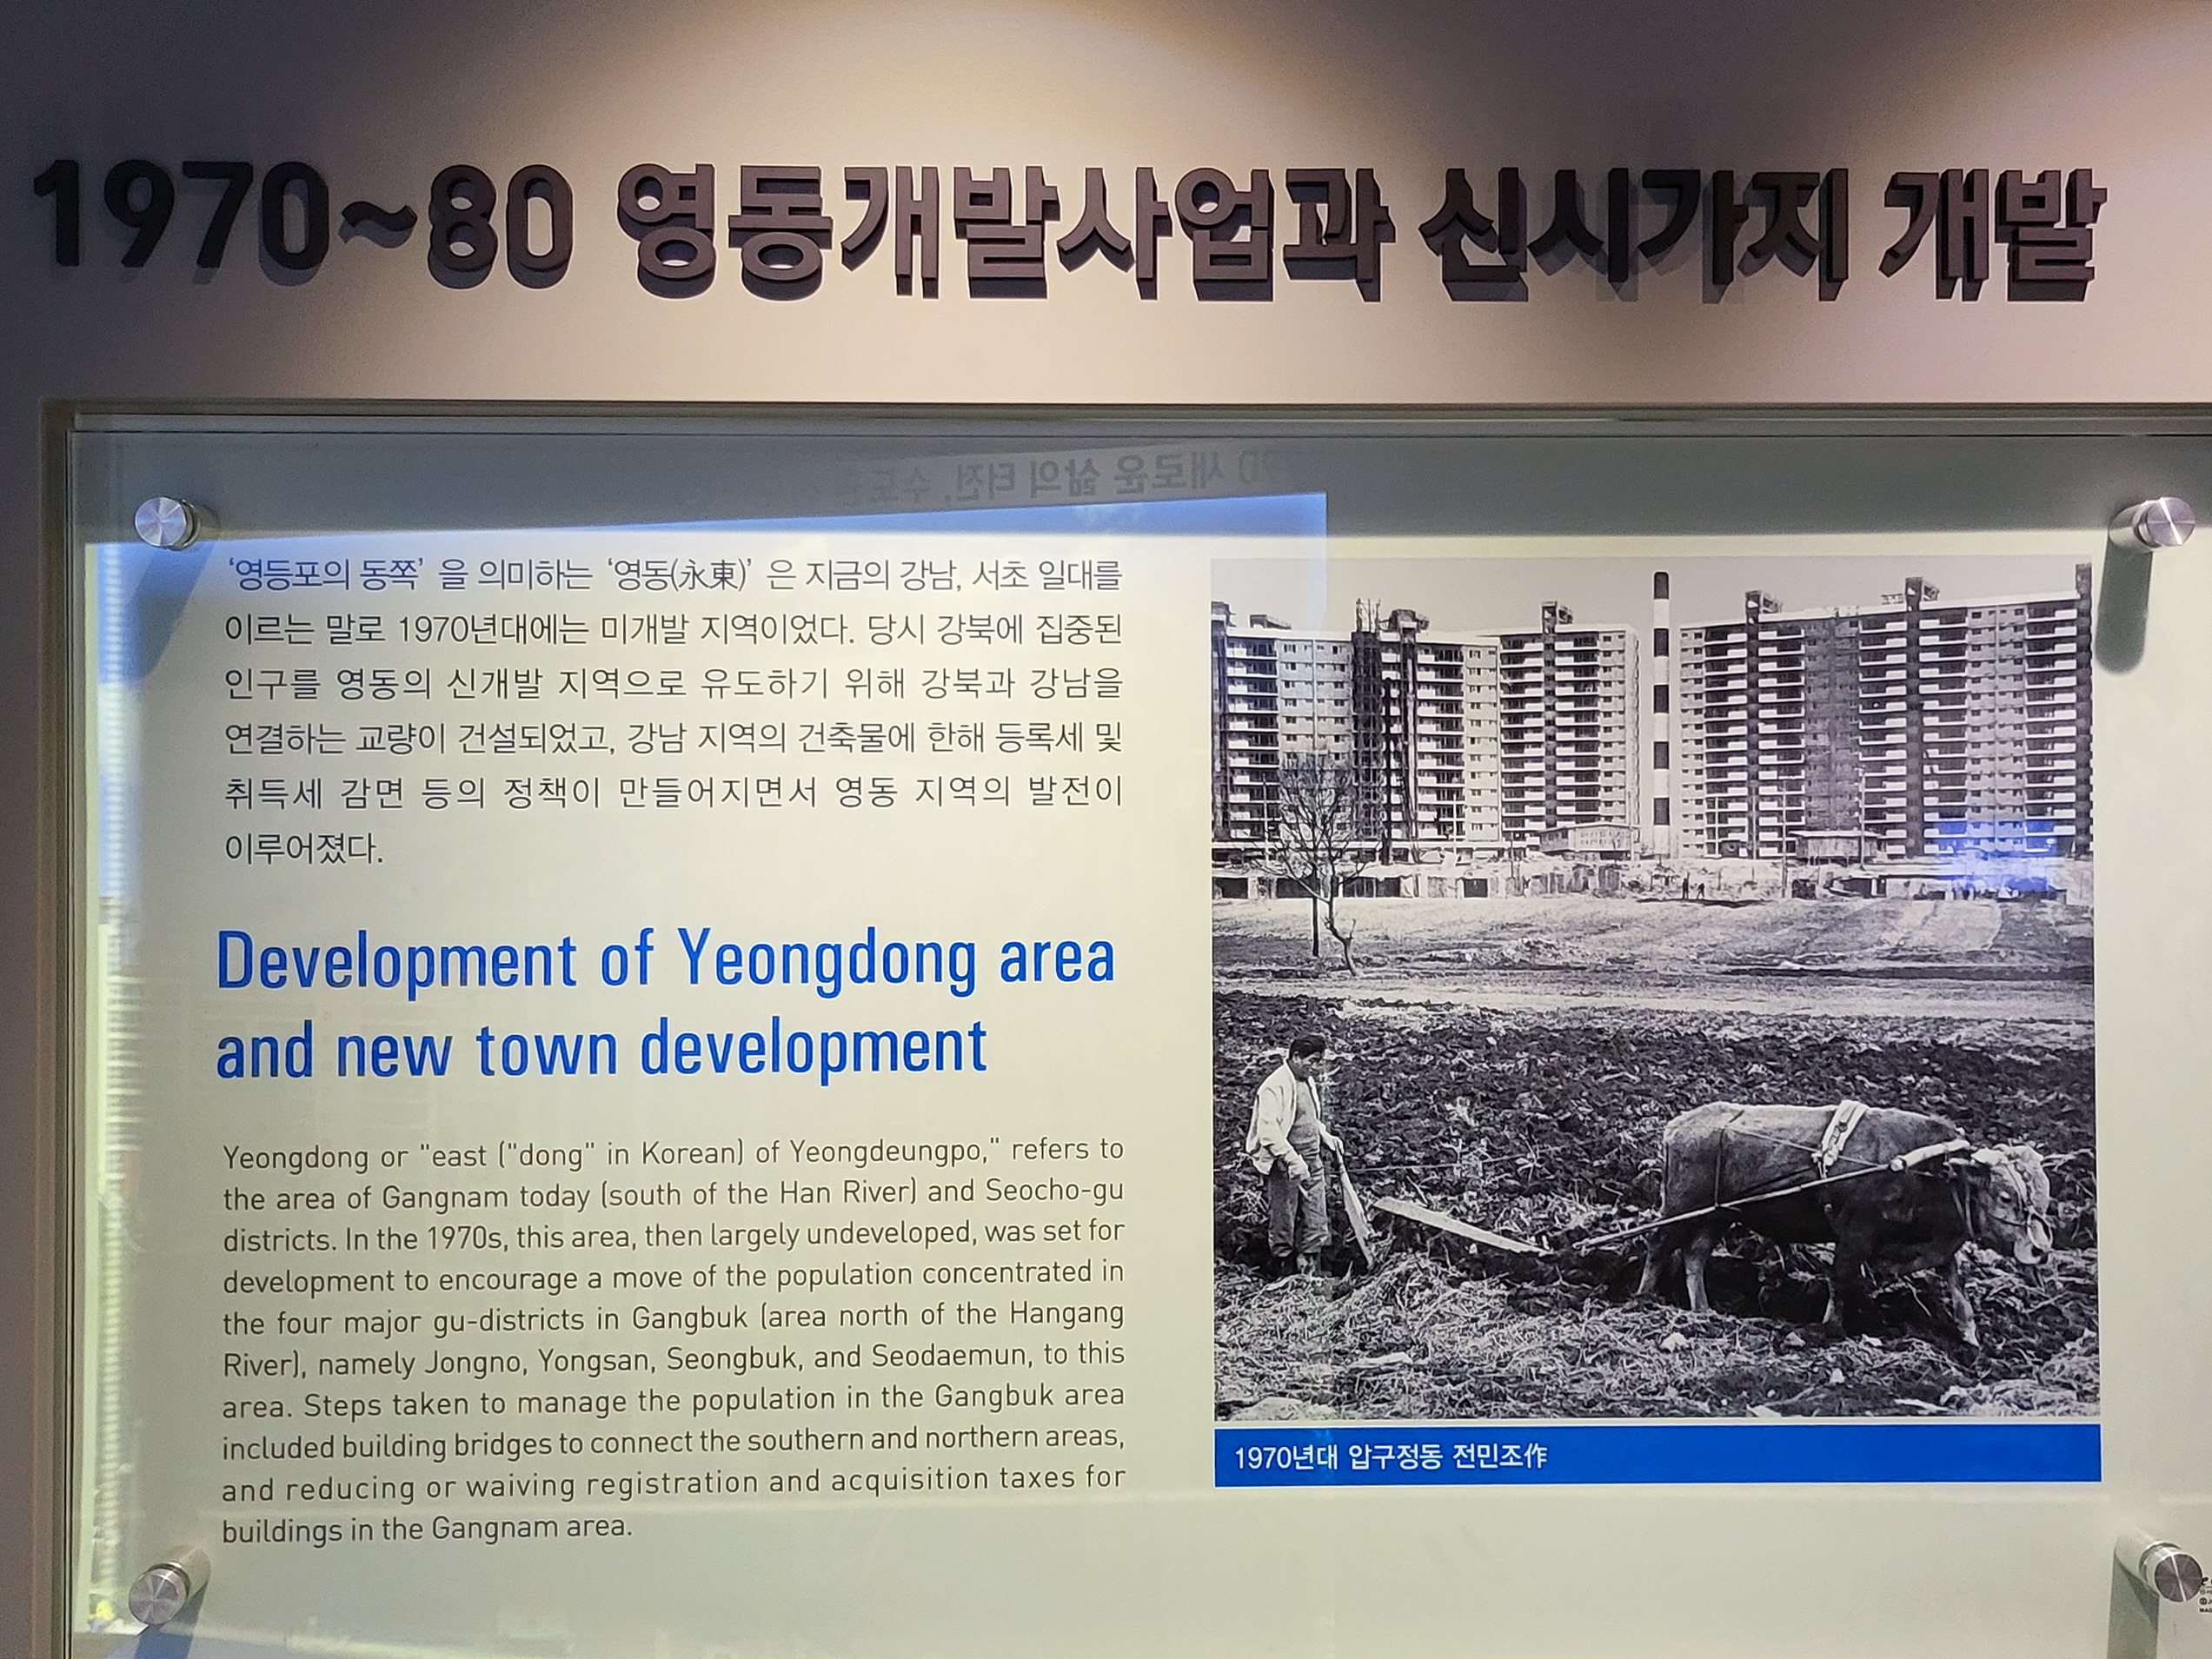 1970~80 영동개발사업과 신시가지 개발
'영등포의 동쪽' 을 의미하는 '영동(永東)' 은 지금의 강남, 서초 일대를
이르는 말로 1970년대에는 미개발 지역이었다. 당시 강북에 집중된
인구를 영동의 신개발 지역으로 유도하기 위해 강북과 강남을
연결하는 교량이 건설되었고, 강남 지역의 건축물에 한해 등록세 및
취득세 감면 등의 정책이 만들어지면서 영동 지역의 발전이
이루어졌다.
Development of Yeongdong area
and new town development
Yeongdong or "east ("dong" in Korean) of Yeongdeungpo," refers to
the area of Gangnam today (south of the Han River) and Seocho-gu
districts. In the 1970s, this area, then largely undeveloped, was set for
development to encourage a move of the population concentrated in
the four major gu-districts in Gangbuk (area north of the Hangang
River), namely Jongno, Yongsan, Seongbuk, and Seodaemun, to this
area. Steps taken to manage the population in the Gangbuk area
included building bridges to connect the southern and northern areas,
and reducing or waiving registration and acquisition taxes for
buildings in the Gangnam area.
1970년대 압구정동 전민조作